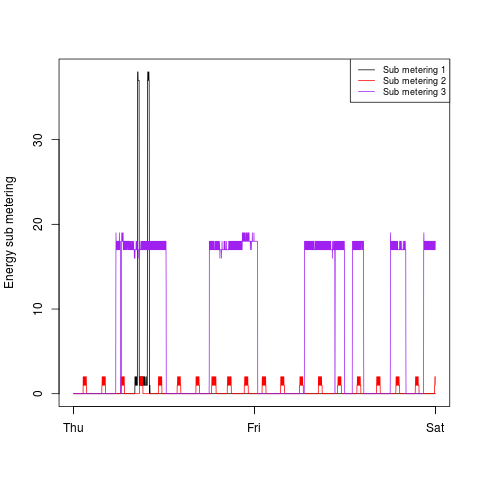 Sub metering 1
Sub metering 2
Sub metering 3
Energy sub metering
30
20
10
0
Thu
Fri
Sat